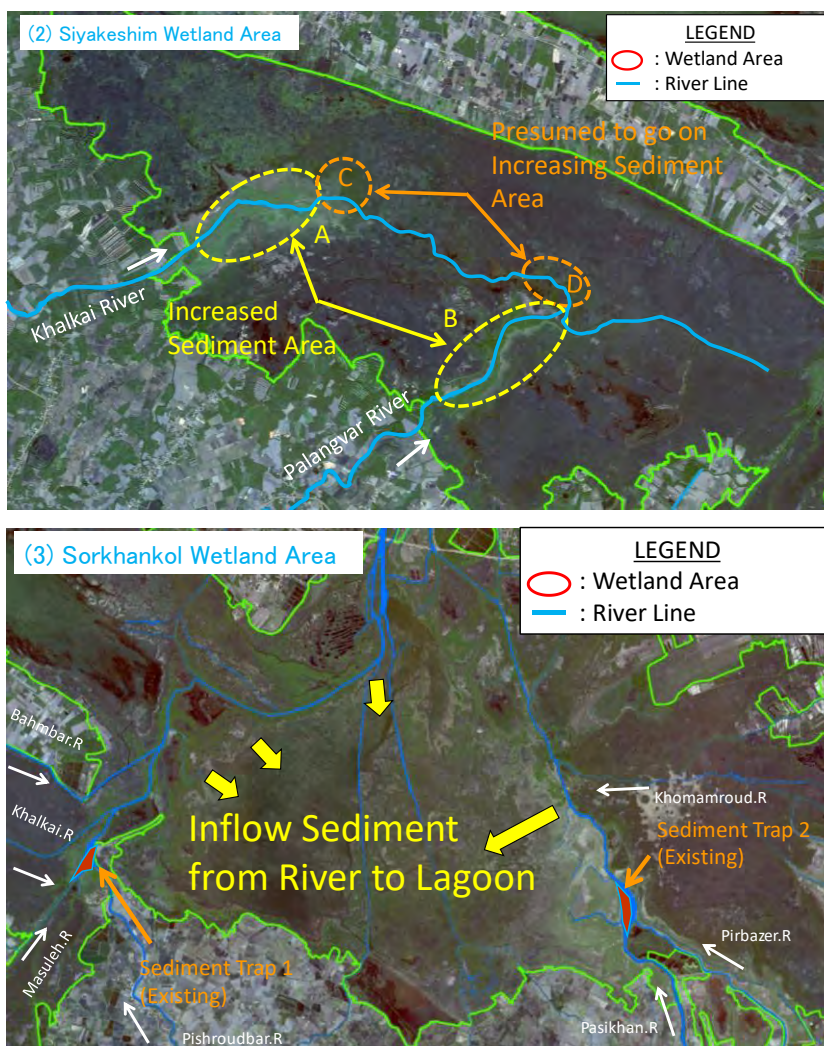 (2) Siyakeshim Wetland Area
LEGEND
: Wetland Area
: River Line
Presumed to go on
Increasing Sediment
Area
C
A
D
B
Khalkai River
Increased
Sediment Area
Palangvar River
(3) Sorkhankol Wetland Area
LEGEND
: Wetland Area
: River Line
Bahmbar.R
Khalkai.R
Khomamroud.R
Inflow Sediment
from River to Lagoon
Sediment Trap 2
(Existing)
Masuleh.R
Sediment Trap 1
(Existing)
Pirbazer.R
Pishroudbar.R
Pasikhan.R